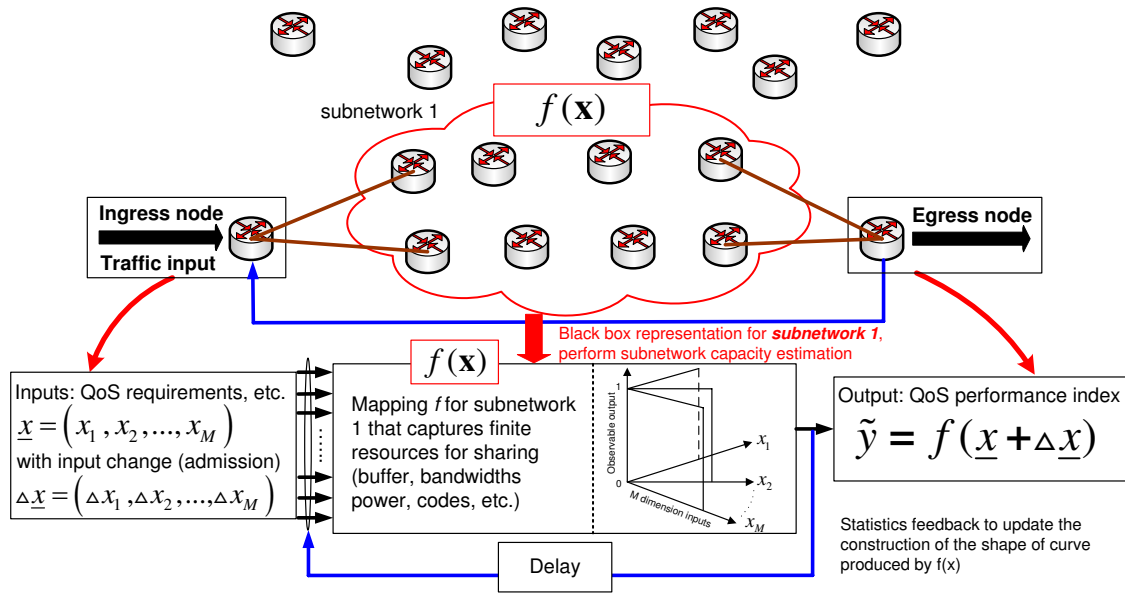 subnetwork 1
f(x)
Ingress node
Traffic input
Egress node
Black box representation for subnetwork 1,
perform subnetwork capacity estimation
f(x)
Inputs: QoS requirements, etc.
x = (x₁, x₂, ..., x_M)
with input change (admission)
△x = (△x₁, △x₂, ..., △x_M)
Mapping f for subnetwork
1 that captures finite
resources for sharing
(buffer, bandwidths
power, codes, etc.)
Observable output
1
0
M dimension inputs
x₁
x₂
x_M
Output: QoS performance index
ỹ = f(x + △x)
Statistics feedback to update the
construction of the shape of curve
produced by f(x)
Delay